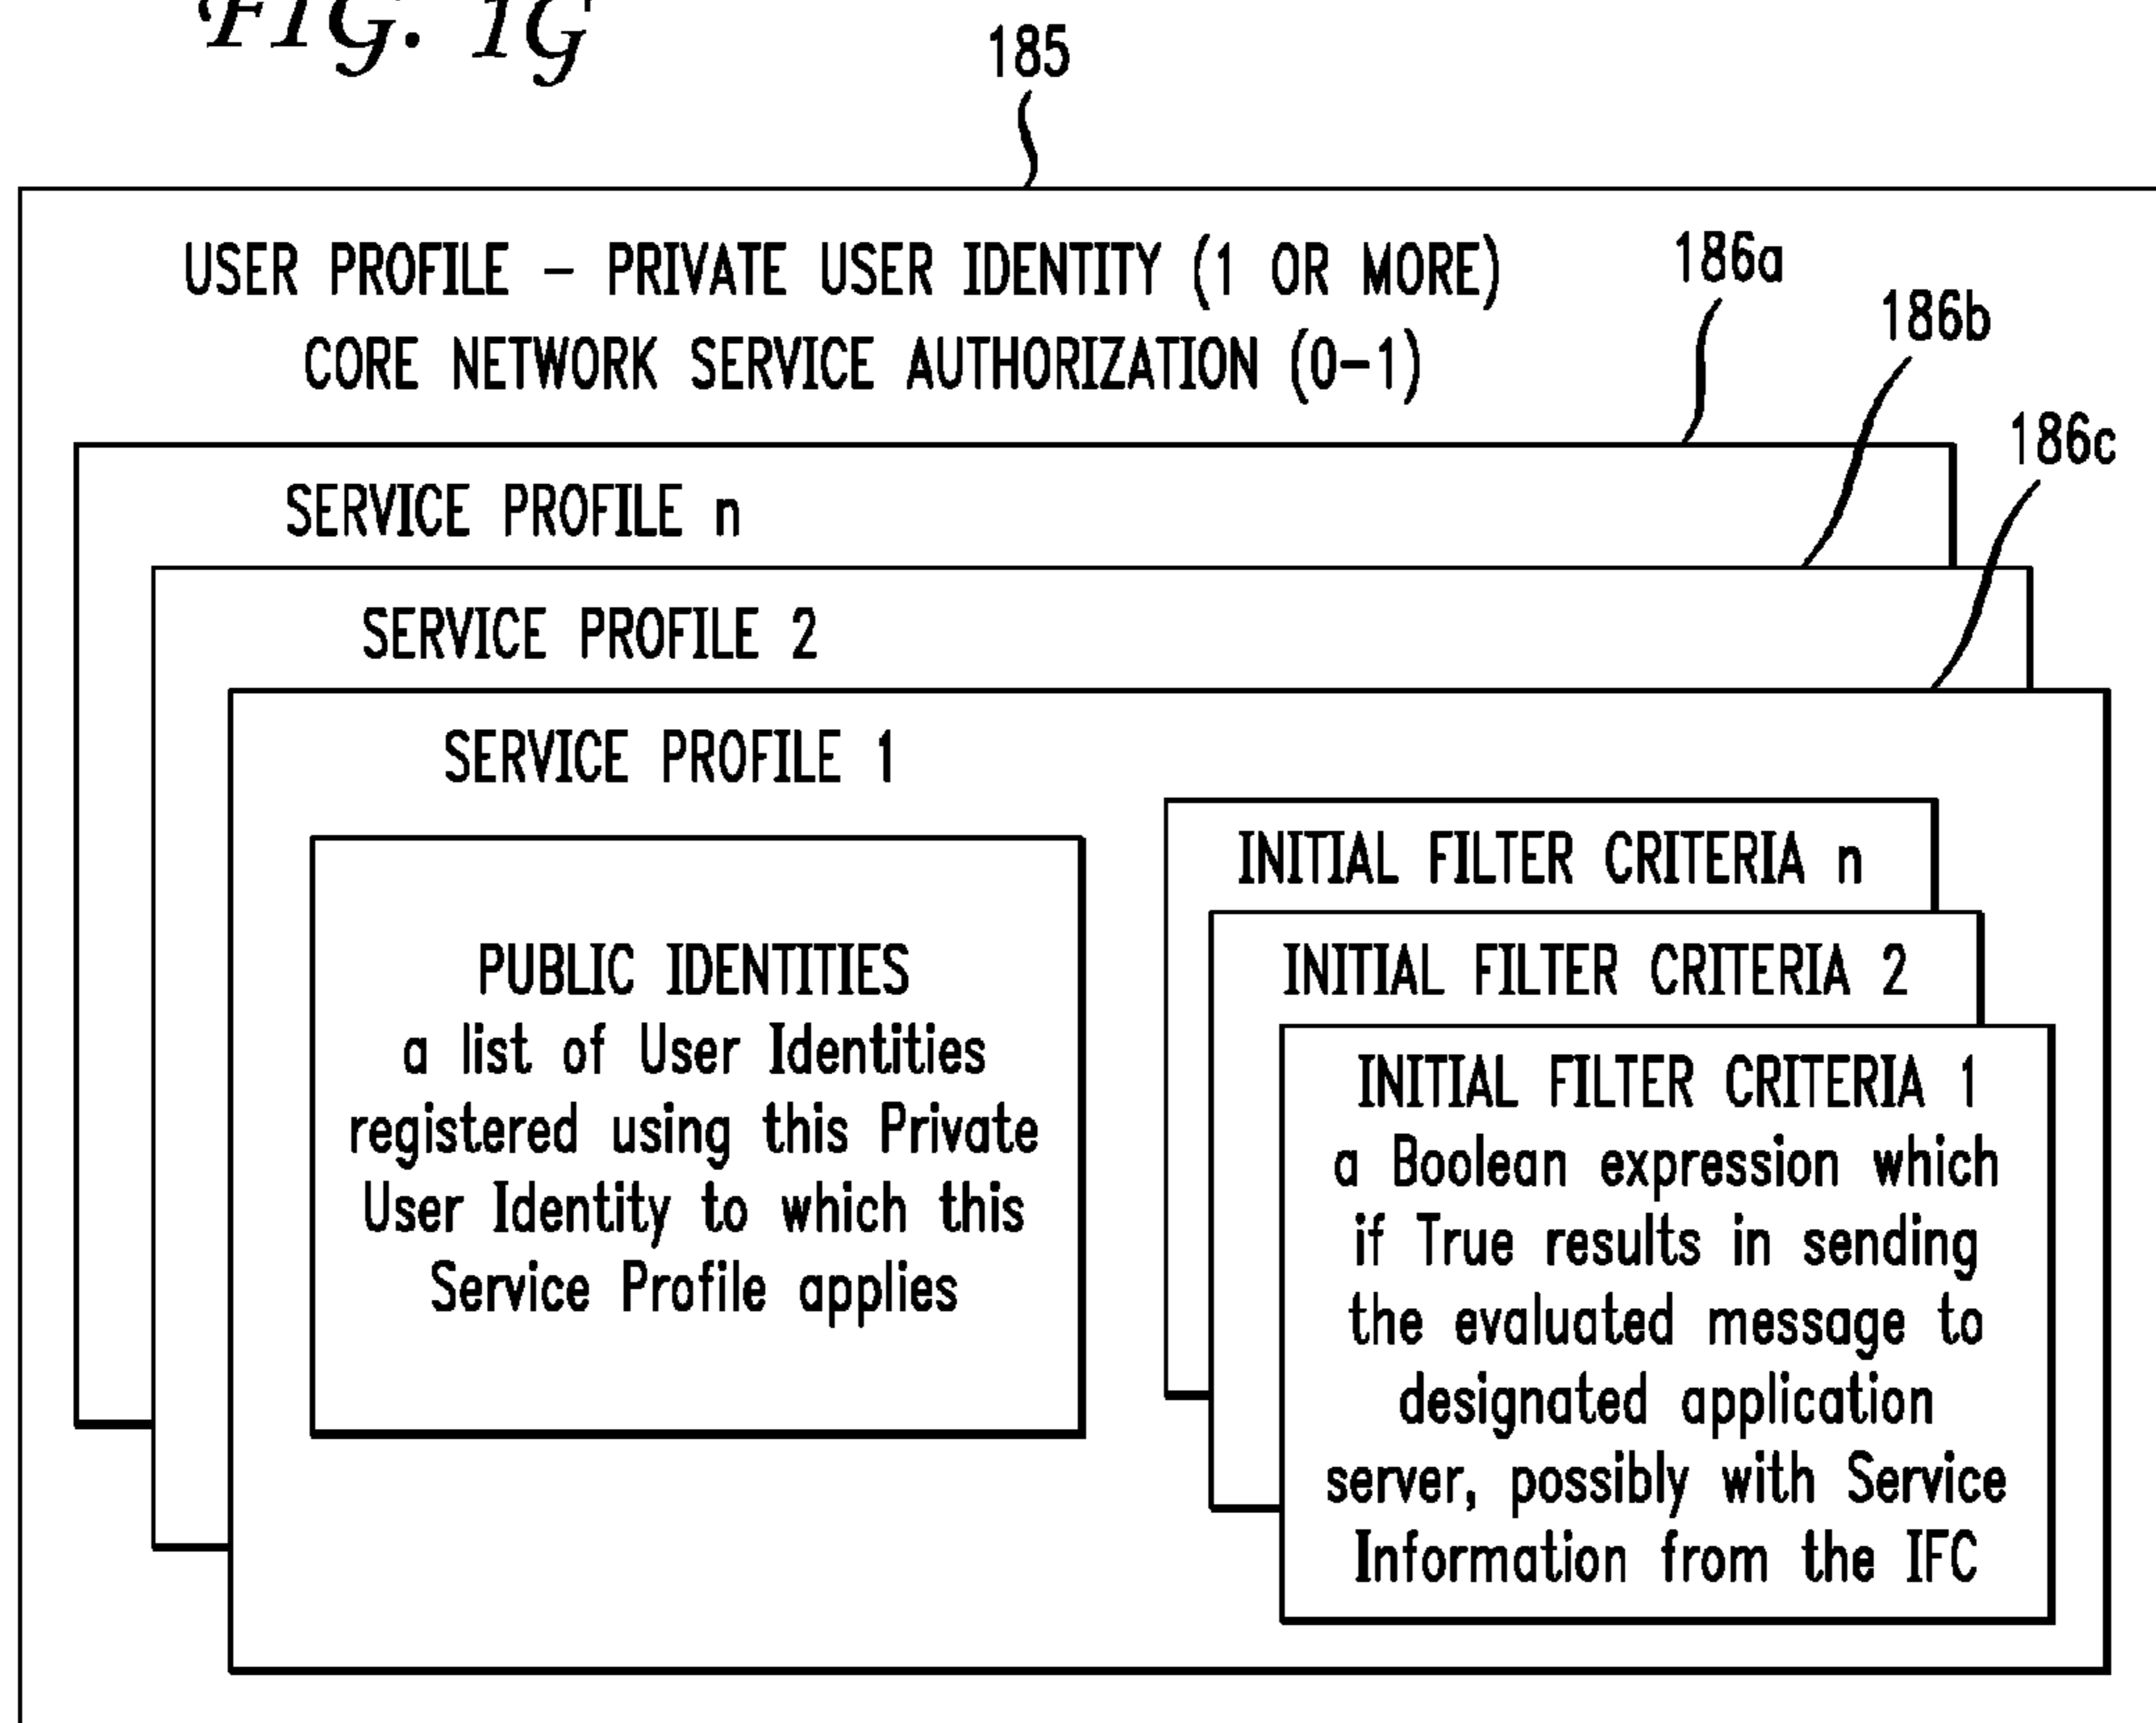 FIG. 1G
185
USER PROFILE – PRIVATE USER IDENTITY (1 OR MORE)
CORE NETWORK SERVICE AUTHORIZATION (0–1)
186a
186b
186c
SERVICE PROFILE n
SERVICE PROFILE 2
SERVICE PROFILE 1
PUBLIC IDENTITIES
a list of User Identities
registered using this Private
User Identity to which this
Service Profile applies
INITIAL FILTER CRITERIA n
INITIAL FILTER CRITERIA 2
INITIAL FILTER CRITERIA 1
a Boolean expression which
if True results in sending
the evaluated message to
designated application
server, possibly with Service
Information from the IFC